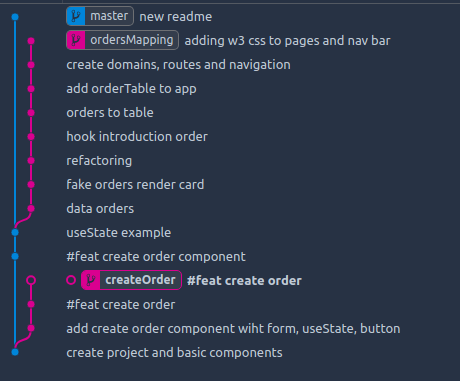 master new readme
ordersMapping adding w3 css to pages and nav bar
create domains, routes and navigation
add orderTable to app
orders to table
hook introduction order
refactoring
fake orders render card
data orders
useState example
#feat create order component
createOrder #feat create order
#feat create order
add create order component wiht form, useState, button
create project and basic components